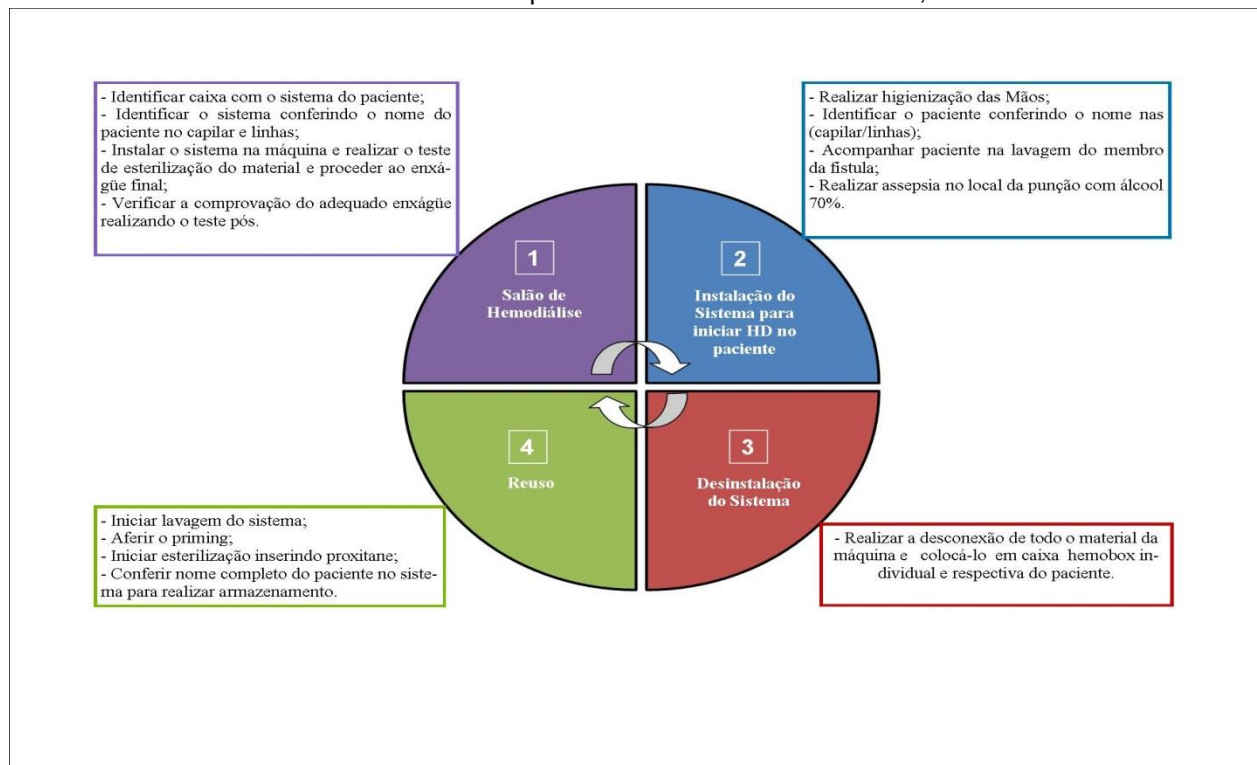 - Identificar caixa com o sistema do paciente;
- Identificar o sistema conferindo o nome do
paciente no capilar e linhas;
- Instalar o sistema na máquina e realizar o teste
de esterilização do material e proceder ao enxá-
güe final;
- Verificar a comprovação do adequado enxágüe
realizando o teste pós.
- Realizar higienização das Mãos;
- Identificar o paciente conferindo o nome nas
(capilar/linhas);
- Acompanhar paciente na lavagem do membro
da fístula;
- Realizar assepsia no local da punção com álcool
70%.
1
Salão de
Hemodiálise
2
Instalação do
Sistema para
iniciar HD no
paciente
4
Reuso
3
Desinstalação
do Sistema
- Iniciar lavagem do sistema;
- Aferir o priming;
- Iniciar esterilização inserindo proxitane;
- Conferir nome completo do paciente no siste-
ma para realizar armazenamento.
- Realizar a desconexão de todo o material da
máquina e colocá-lo em caixa hemobox in-
dividual e respectiva do paciente.